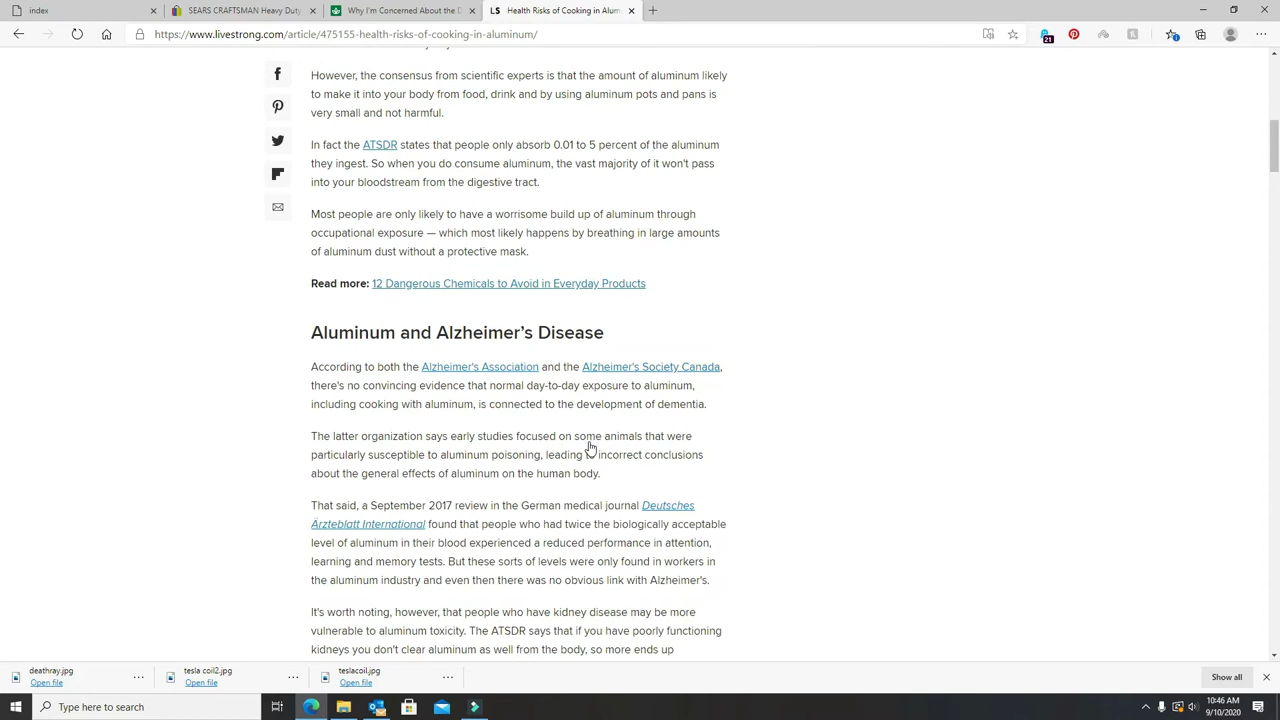 index
SEARS CRAFTSMAN Heavy Duty
Why I'm Concerned About the D
LS Health Risks of Cooking in Alum
https://www.livestrong.com/article/475155-health-risks-of-cooking-in-aluminum/
21
However, the consensus from scientific experts is that the amount of aluminum likely
to make it into your body from food, drink and by using aluminum pots and pans is
very small and not harmful.
In fact the ATSDR states that people only absorb 0.01 to 5 percent of the aluminum
they ingest. So when you do consume aluminum, the vast majority of it won't pass
into your bloodstream from the digestive tract.
Most people are only likely to have a worrisome build up of aluminum through
occupational exposure — which most likely happens by breathing in large amounts
of aluminum dust without a protective mask.
Read more: 12 Dangerous Chemicals to Avoid in Everyday Products
Aluminum and Alzheimer's Disease
According to both the Alzheimer's Association and the Alzheimer's Society Canada,
there's no convincing evidence that normal day-to-day exposure to aluminum,
including cooking with aluminum, is connected to the development of dementia.
The latter organization says early studies focused on some animals that were
particularly susceptible to aluminum poisoning, leading incorrect conclusions
about the general effects of aluminum on the human body.
That said, a September 2017 review in the German medical journal Deutsches
Ärzteblatt International found that people who had twice the biologically acceptable
level of aluminum in their blood experienced a reduced performance in attention,
learning and memory tests. But these sorts of levels were only found in workers in
the aluminum industry and even then there was no obvious link with Alzheimer's.
It's worth noting, however, that people who have kidney disease may be more
vulnerable to aluminum toxicity. The ATSDR says that if you have poorly functioning
kidneys you don't clear aluminum as well from the body, so more ends up
deathray.jpg
Open file
tesla coil2.jpg
Open file
teslacoil.jpg
Open file
Show all
Type here to search
10:46 AM
9/10/2020